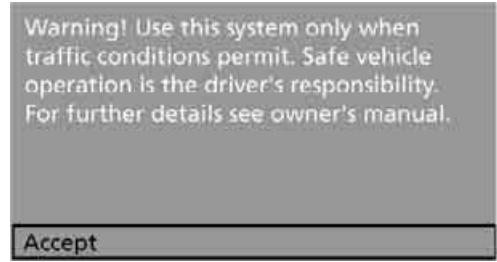 Warning! Use this system only when
traffic conditions permit. Safe vehicle
operation is the driver's responsibility.
For further details see owner's manual.
Accept